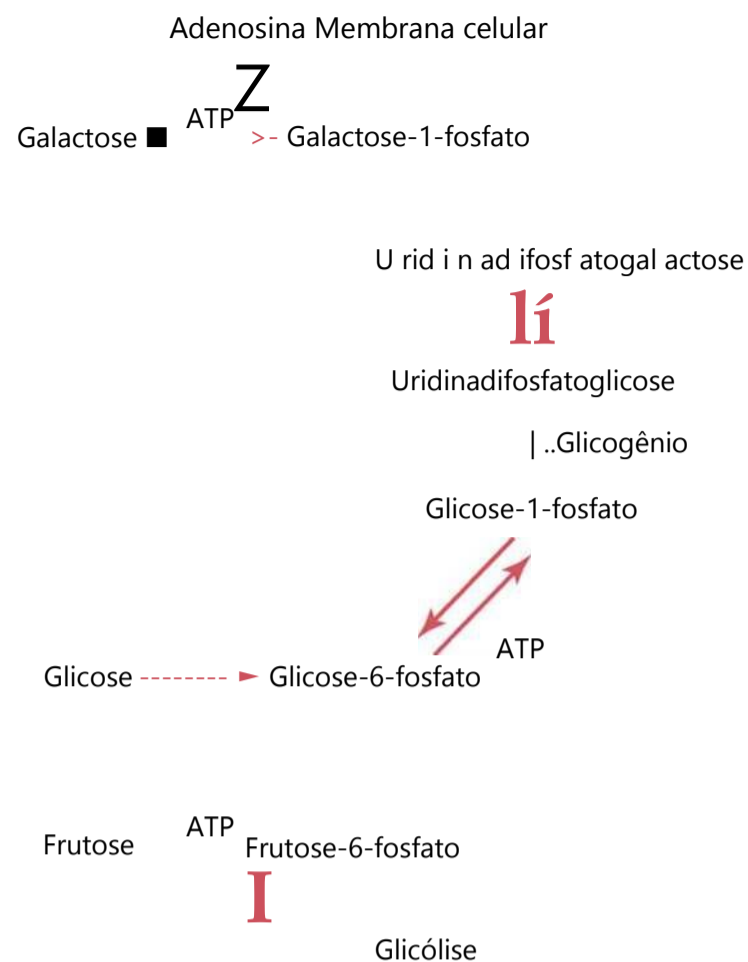 Adenosina Membrana celular
Z
ATP
Galactose ■ >- Galactose-1-fosfato
U rid i n ad ifosf atogal actose
lí
Uridinadifosfatoglicose
| ..Glicogênio
Glicose-1-fosfato
ATP
Glicose -------- ► Glicose-6-fosfato
ATP
Frutose Frutose-6-fosfato
I
Glicólise